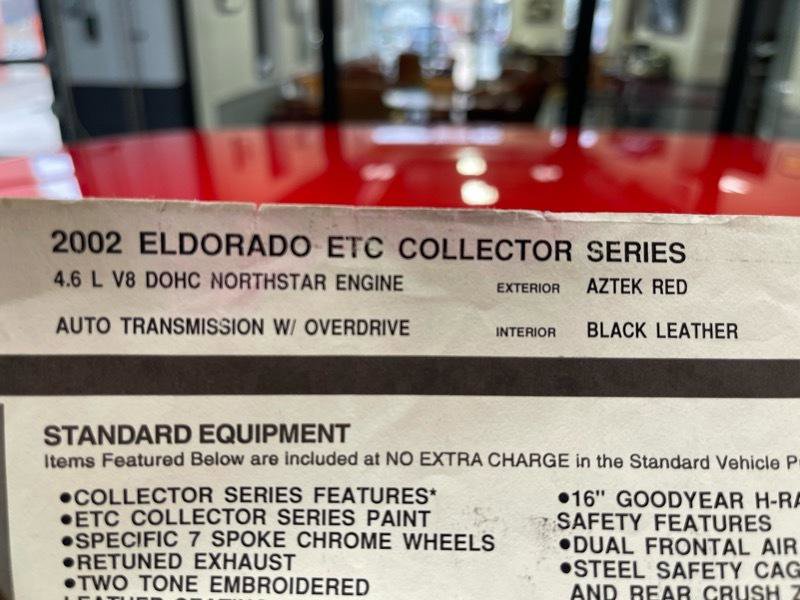 2002 ELDORADO ETC COLLECTOR SERIES
4.6 L V8 DOHC NORTHSTAR ENGINE EXTERIOR AZTEK RED
AUTO TRANSMISSION W/ OVERDRIVE INTERIOR BLACK LEATHER
STANDARD EQUIPMENT
Items Featured Below are included at NO EXTRA CHARGE in the Standard Vehicle P
●COLLECTOR SERIES FEATURES*
●ETC COLLECTOR SERIES PAINT
●SPECIFIC 7 SPOKE CHROME WHEELS
●RETUNED EXHAUST
●TWO TONE EMBROIDERED
●16" GOODYEAR H-RA
SAFETY FEATURES
●DUAL FRONTAL AIR
●STEEL SAFETY CAG
AND REAR CRUSH Z